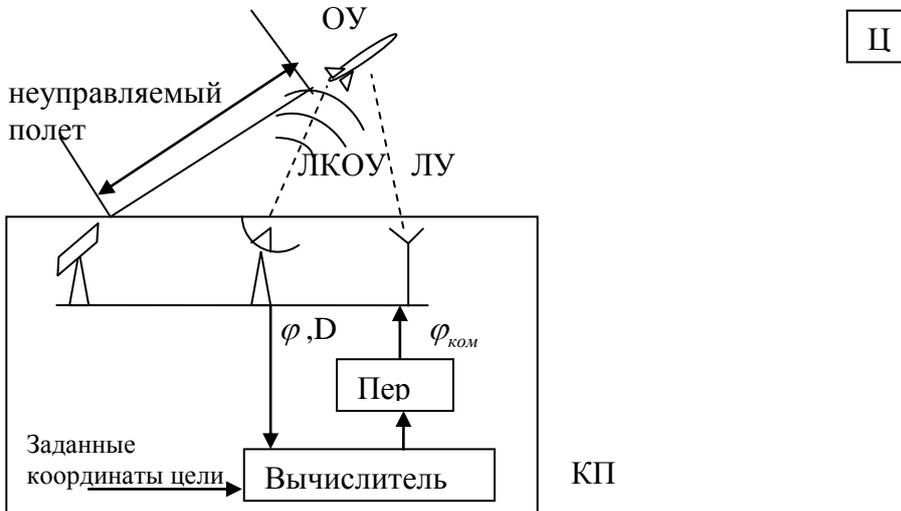 ОУ
Ц
неуправляемый
полет
ЛКОУ ЛУ
φ ,D
φком
Пер
Заданные
координаты цели
Вычислитель
КП